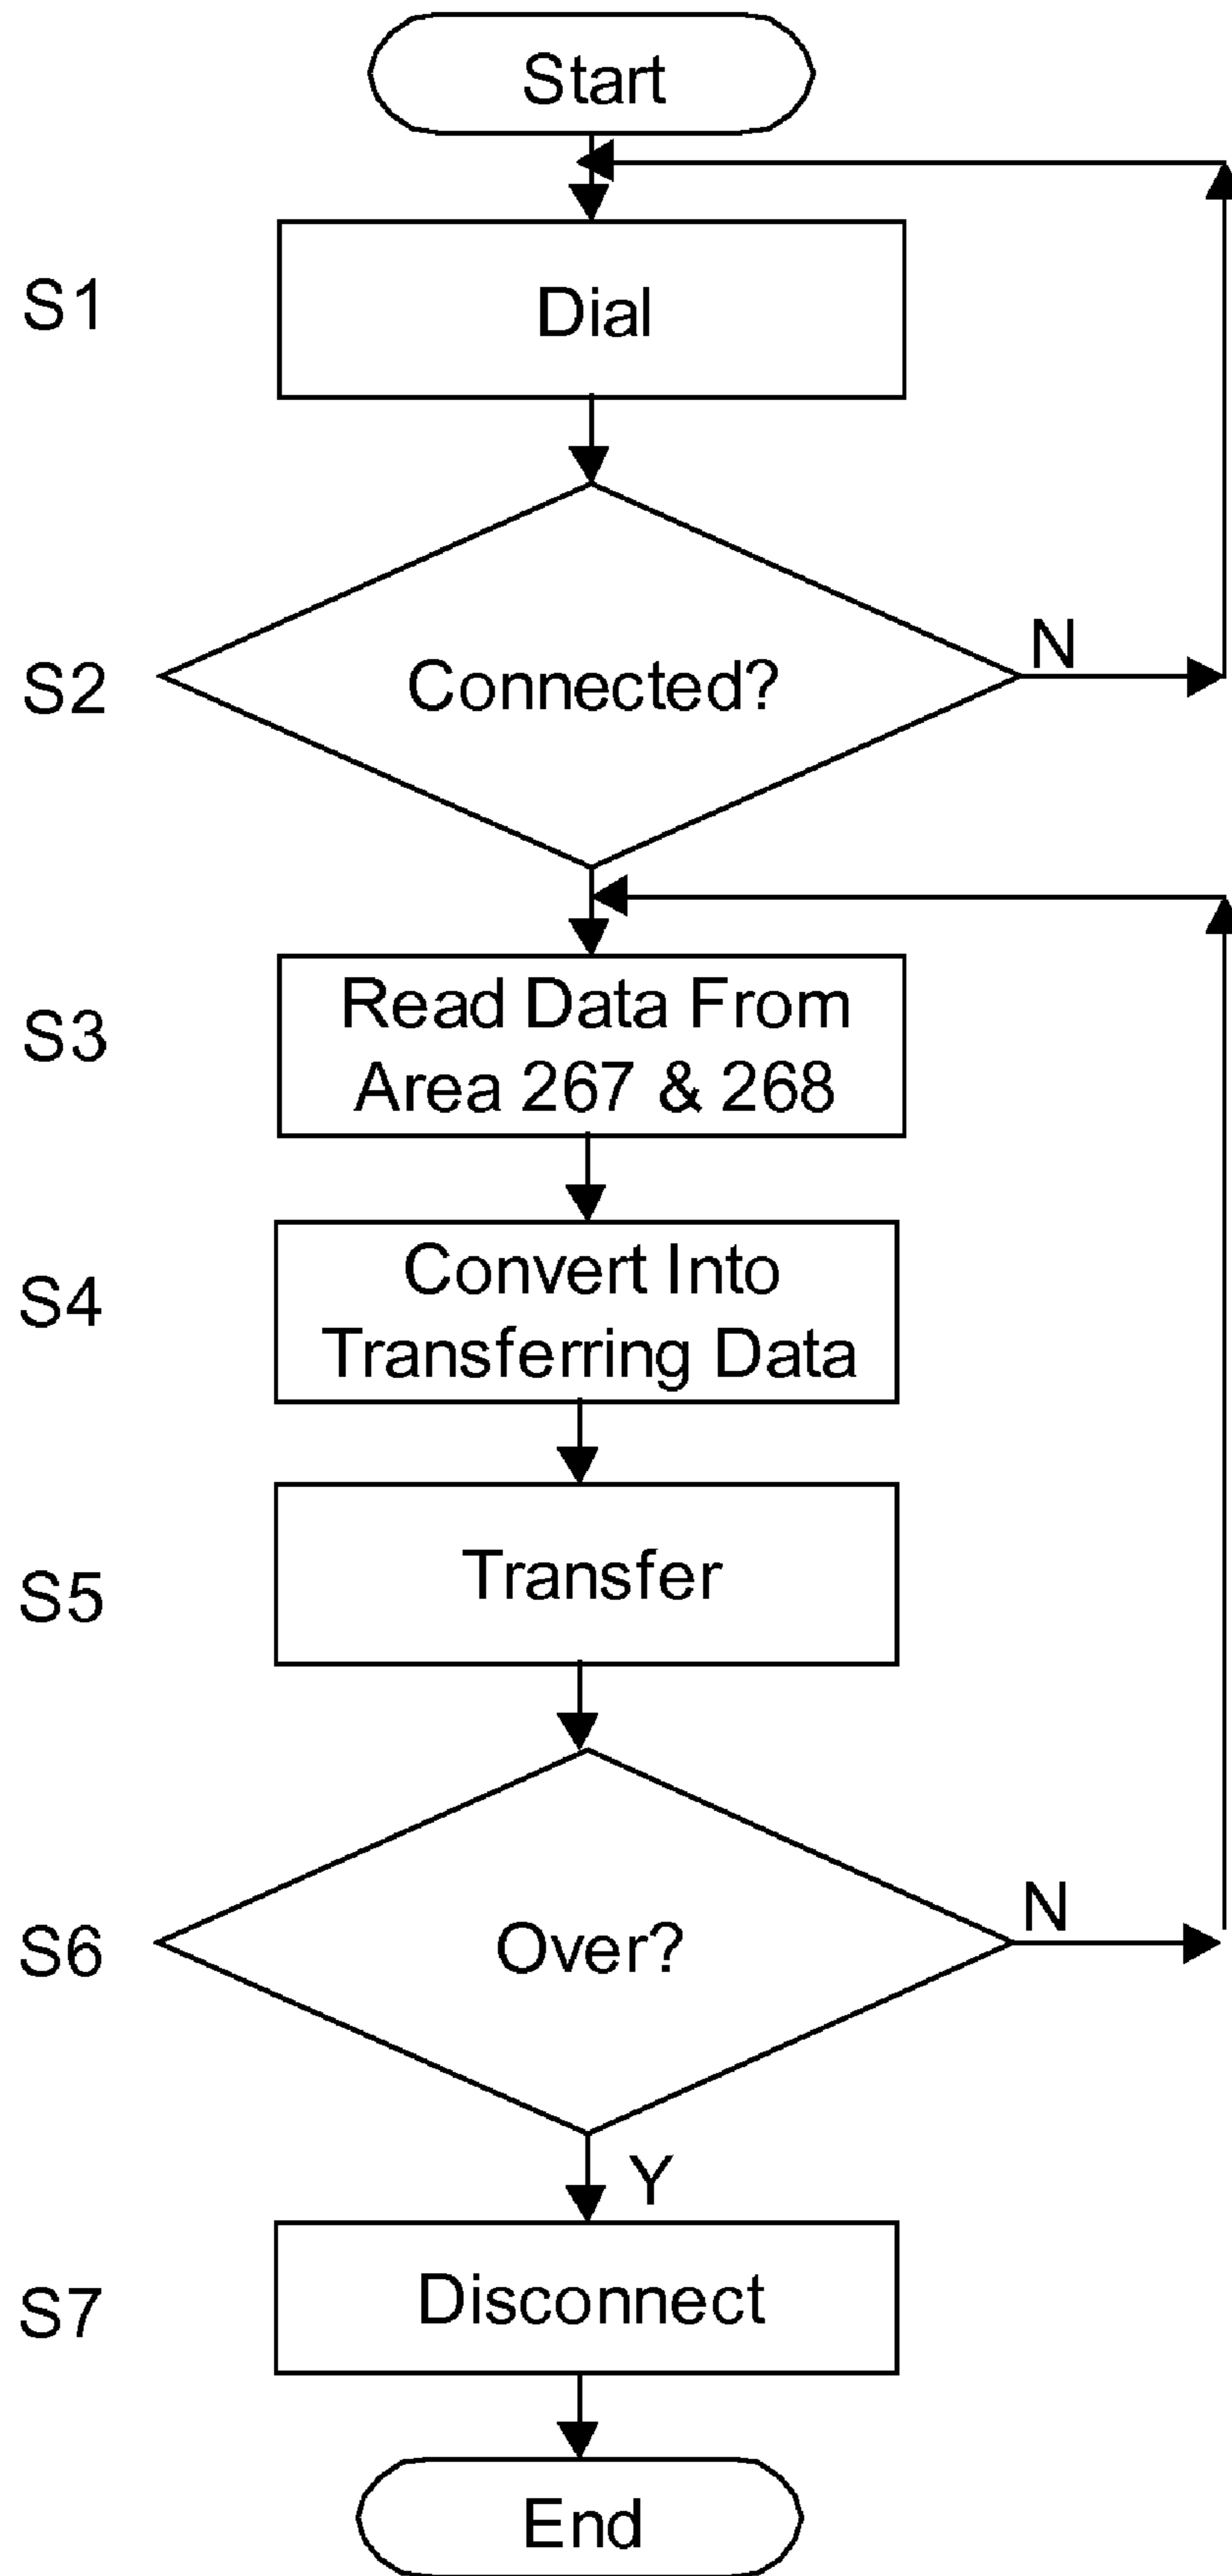 Start
S1
Dial
S2
Connected?
N
S3
Read Data From
Area 267 & 268
S4
Convert Into
Transferring Data
S5
Transfer
S6
Over?
N
Y
S7
Disconnect
End